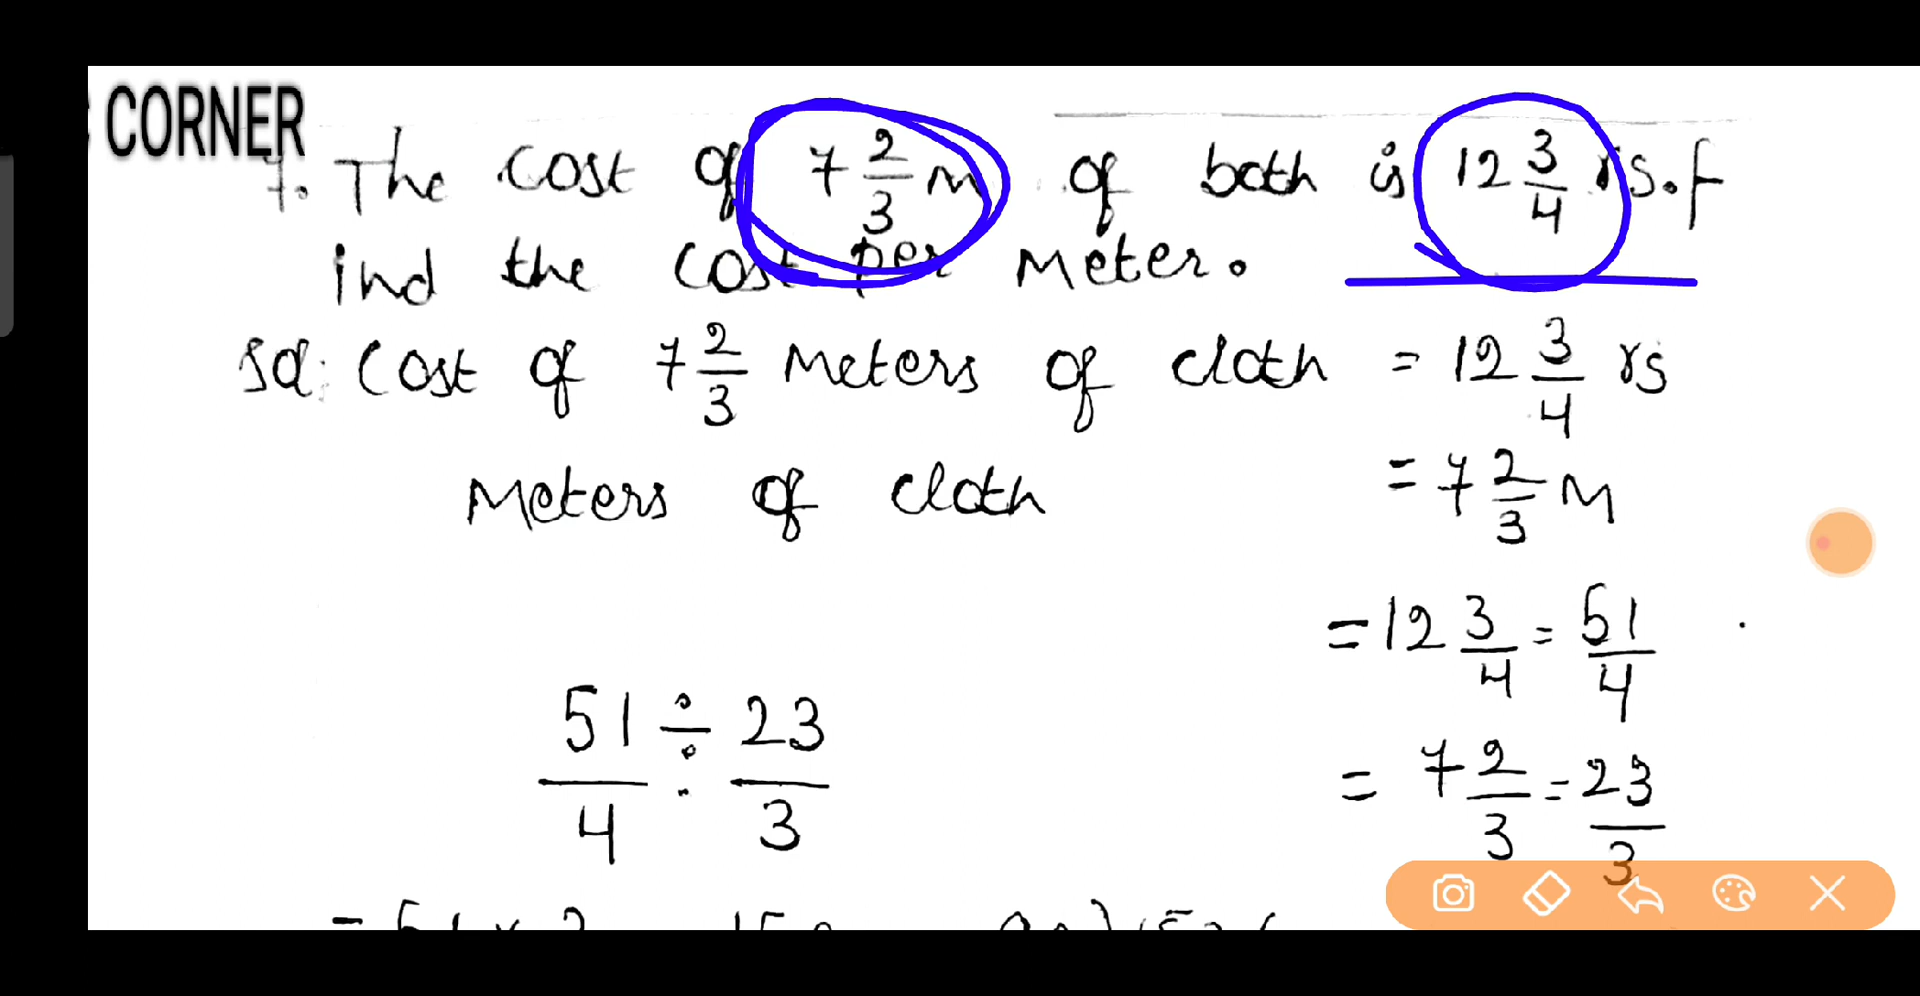 CORNER
7. The cost of 7 2/3 m of both is 12 3/4 rs. f
ind the cost per meter.
Sol: Cost of 7 2/3 meters of cloth = 12 3/4 rs
Meters of cloth = 7 2/3 m
= 12 3/4 = 51/4
51/4 ÷ 23/3
= 7 2/3 = 23/3